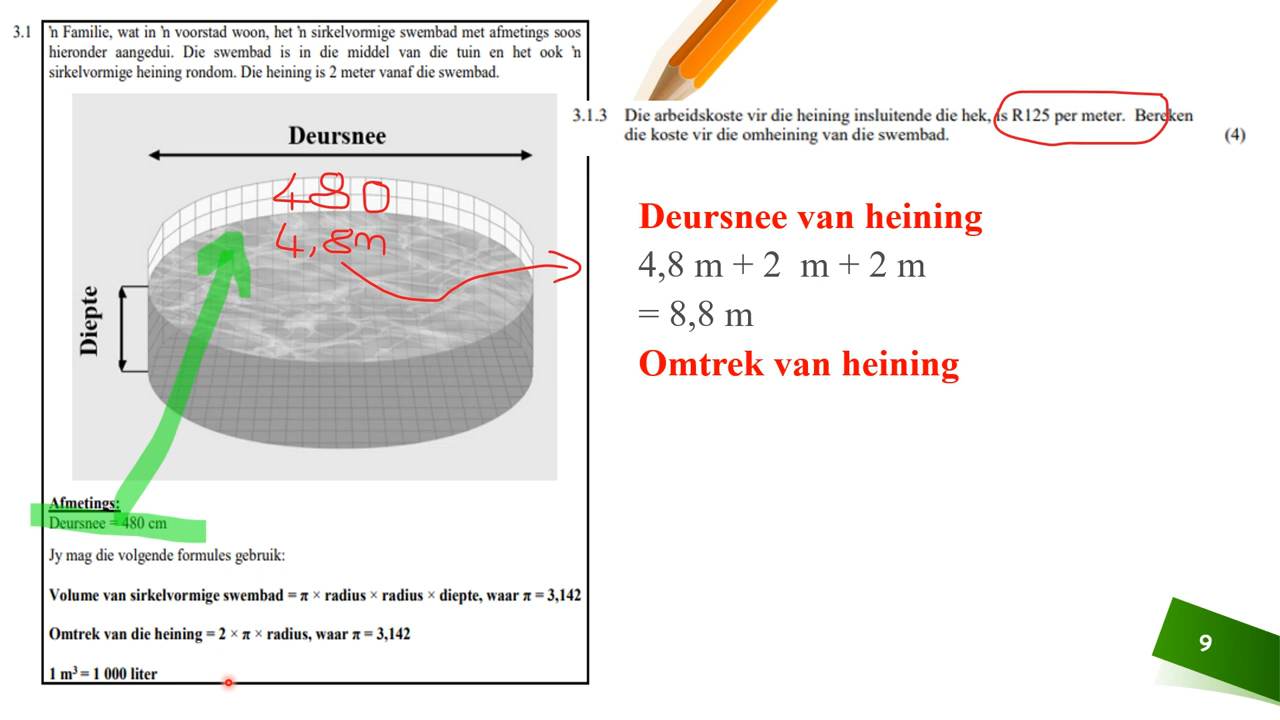 3.1 'n Familie, wat in 'n voorstad woon, het 'n sirkelvormige swembad met afmetings soos
hieronder aangedui. Die swembad is in die middel van die tuin en het ook 'n
sirkelvormige heining rondom. Die heining is 2 meter vanaf die swembad.
Deursnee
480
4,8m
Diepte
Afmetings:
Deursnee = 480 cm
Jy mag die volgende formules gebruik:
Volume van sirkelvormige swembad = π × radius × radius × diepte, waar π = 3,142
Omtrek van die heining = 2 × π × radius, waar π = 3,142
1 m³ = 1 000 liter
3.1.3 Die arbeidskoste vir die heining insluitende die hek, is R125 per meter. Bereken
die koste vir die omheining van die swembad. (4)
Deursnee van heining
4,8 m + 2 m + 2 m
= 8,8 m
Omtrek van heining
9